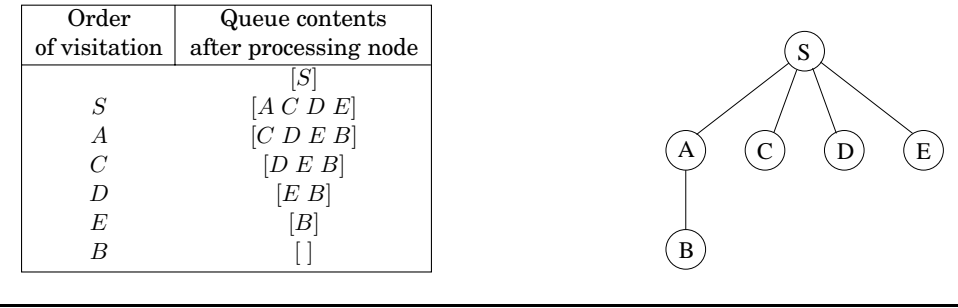 Order Queue contents
of visitation after processing node
[S]
S [A C D E]
A [C D E B]
C [D E B]
D [E B]
E [B]
B [ ]
S
A C D E
B